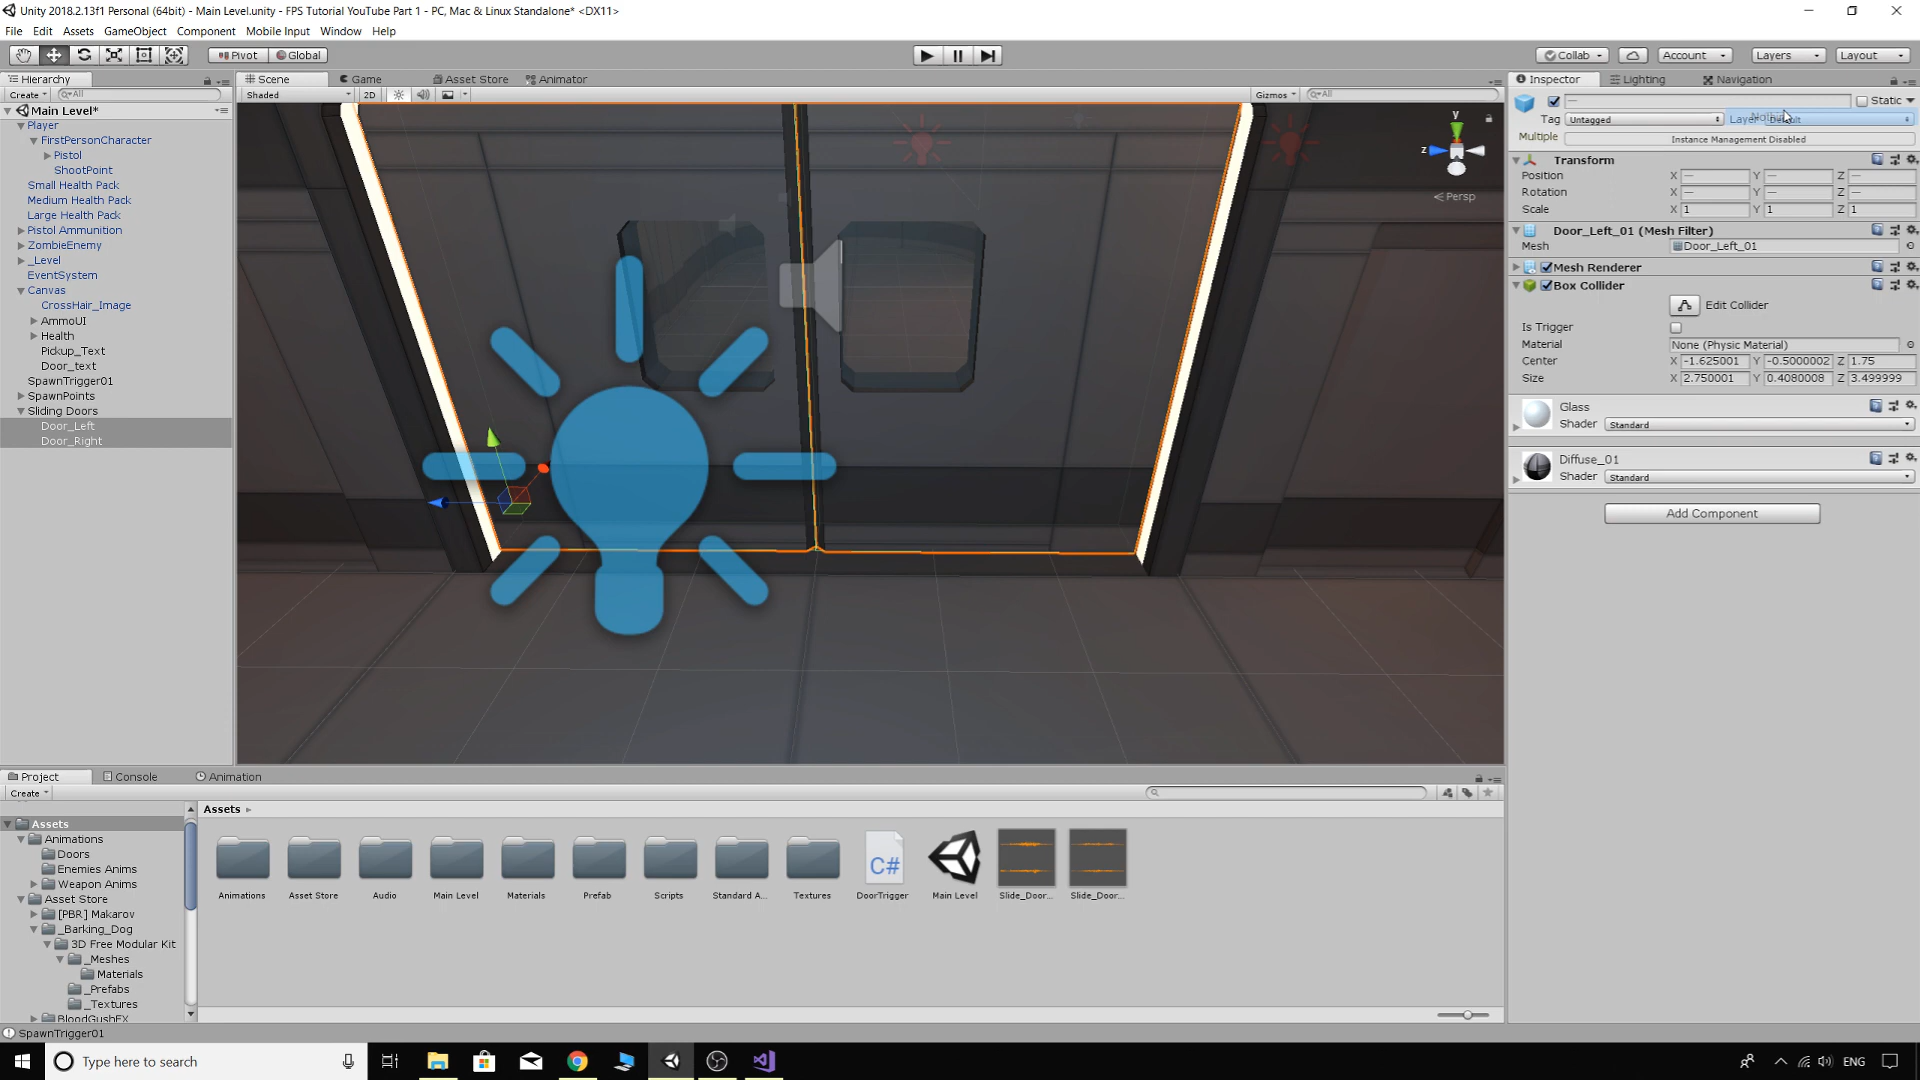 Unity 2018.2.13f1 Personal (64bit) - Main Level.unity - FPS Tutorial YouTube Part 1 - PC, Mac & Linux Standalone* <DX11>
File Edit Assets GameObject Component Mobile Input Window Help
Pivot Global Collab Account Layers Layout
Hierarchy
Create All
Main Level*
Player
FirstPersonCharacter
Pistol
ShootPoint
Small Health Pack
Medium Health Pack
Large Health Pack
Pistol Ammunition
ZombieEnemy
_Level
EventSystem
Canvas
CrossHair_Image
AmmoUI
Health
Pickup_Text
Door_text
SpawnTrigger01
SpawnPoints
Sliding Doors
Door_Left
Door_Right
Scene Game Asset Store Animator
Shaded 2D Gizmos All
y
z
Persp
Inspector Lighting Navigation
— Static
Tag Untagged Layer Default
Multiple Instance Management Disabled
Transform
Position X — Y — Z —
Rotation X — Y — Z —
Scale X 1 Y 1 Z 1
Door_Left_01 (Mesh Filter)
Mesh Door_Left_01
Mesh Renderer
Box Collider
Edit Collider
Is Trigger
Material None (Physic Material)
Center X -1.625001 Y -0.5000002 Z 1.75
Size X 2.750001 Y 0.4080008 Z 3.499999
Glass
Shader Standard
Diffuse_01
Shader Standard
Add Component
Project Console Animation
Create
Assets
Animations
Doors
Enemies Anims
Weapon Anims
Asset Store
[PBR] Makarov
_Barking_Dog
3D Free Modular Kit
_Meshes
Materials
_Prefabs
_Textures
BloodGushFX
Assets
Animations Asset Store Audio Main Level Materials Prefab Scripts Standard A... Textures DoorTrigger Main Level Slide_Door... Slide_Door...
C#
SpawnTrigger01
Type here to search
ENG